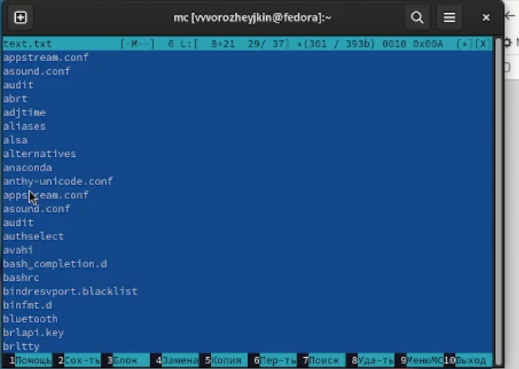 mc [vvvorozheyjkin@fedora]:~
text.txt [-M--] 6 L:[ 8+21 29/ 37] *(301 / 393b) 0010 0x00A [*][X]
appstream.conf
asound.conf
audit
abrt
adjtime
aliases
alsa
alternatives
anaconda
anthy-unicode.conf
appstream.conf
asound.conf
audit
authselect
avahi
bash_completion.d
bashrc
bindresvport.blacklist
binfmt.d
bluetooth
brlapi.key
brltty
1Помощь 2Сох-ть 3Блок 4Замена 5Копия 6Пер-ть 7Поиск 8Уда-ть 9МенюMC 10Выход